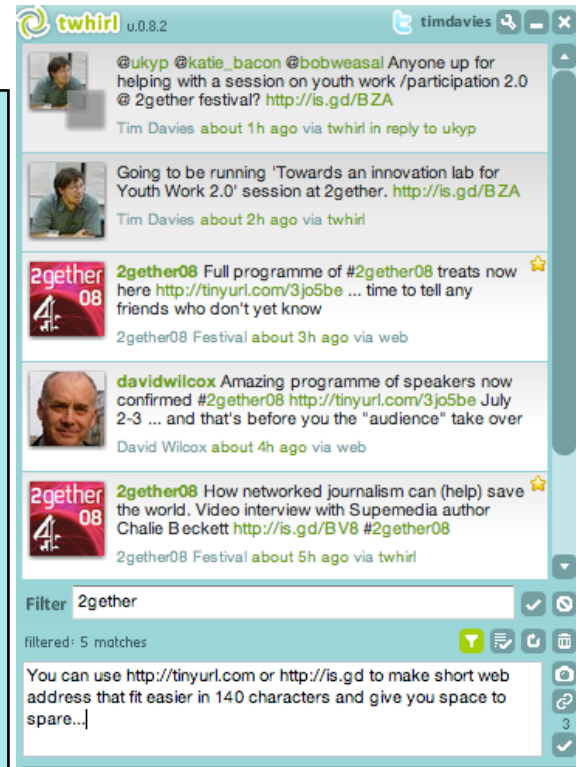 twhirl v.0.8.2
timdavies
@ukyp @katie_bacon @bobweasal Anyone up for
helping with a session on youth work /participation 2.0
@ 2gether festival? http://is.gd/BZA
Tim Davies about 1h ago via twhirl in reply to ukyp
Going to be running 'Towards an innovation lab for
Youth Work 2.0' session at 2gether. http://is.gd/BZA
Tim Davies about 2h ago via twhirl
2gether
08
4
2gether08 Full programme of #2gether08 treats now
here http://tinyurl.com/3jo5be ... time to tell any
friends who don't yet know
2gether08 Festival about 3h ago via web
davidwilcox Amazing programme of speakers now
confirmed #2gether08 http://tinyurl.com/3jo5be July
2-3 ... and that's before you the "audience" take over
David Wilcox about 4h ago via web
2gether
08
4
2gether08 How networked journalism can (help) save
the world. Video interview with Supemedia author
Chalie Beckett http://is.gd/BV8 #2gether08
2gether08 Festival about 5h ago via twhirl
Filter 2gether
filtered: 5 matches
You can use http://tinyurl.com or http://is.gd to make short web
address that fit easier in 140 characters and give you space to
spare...
3